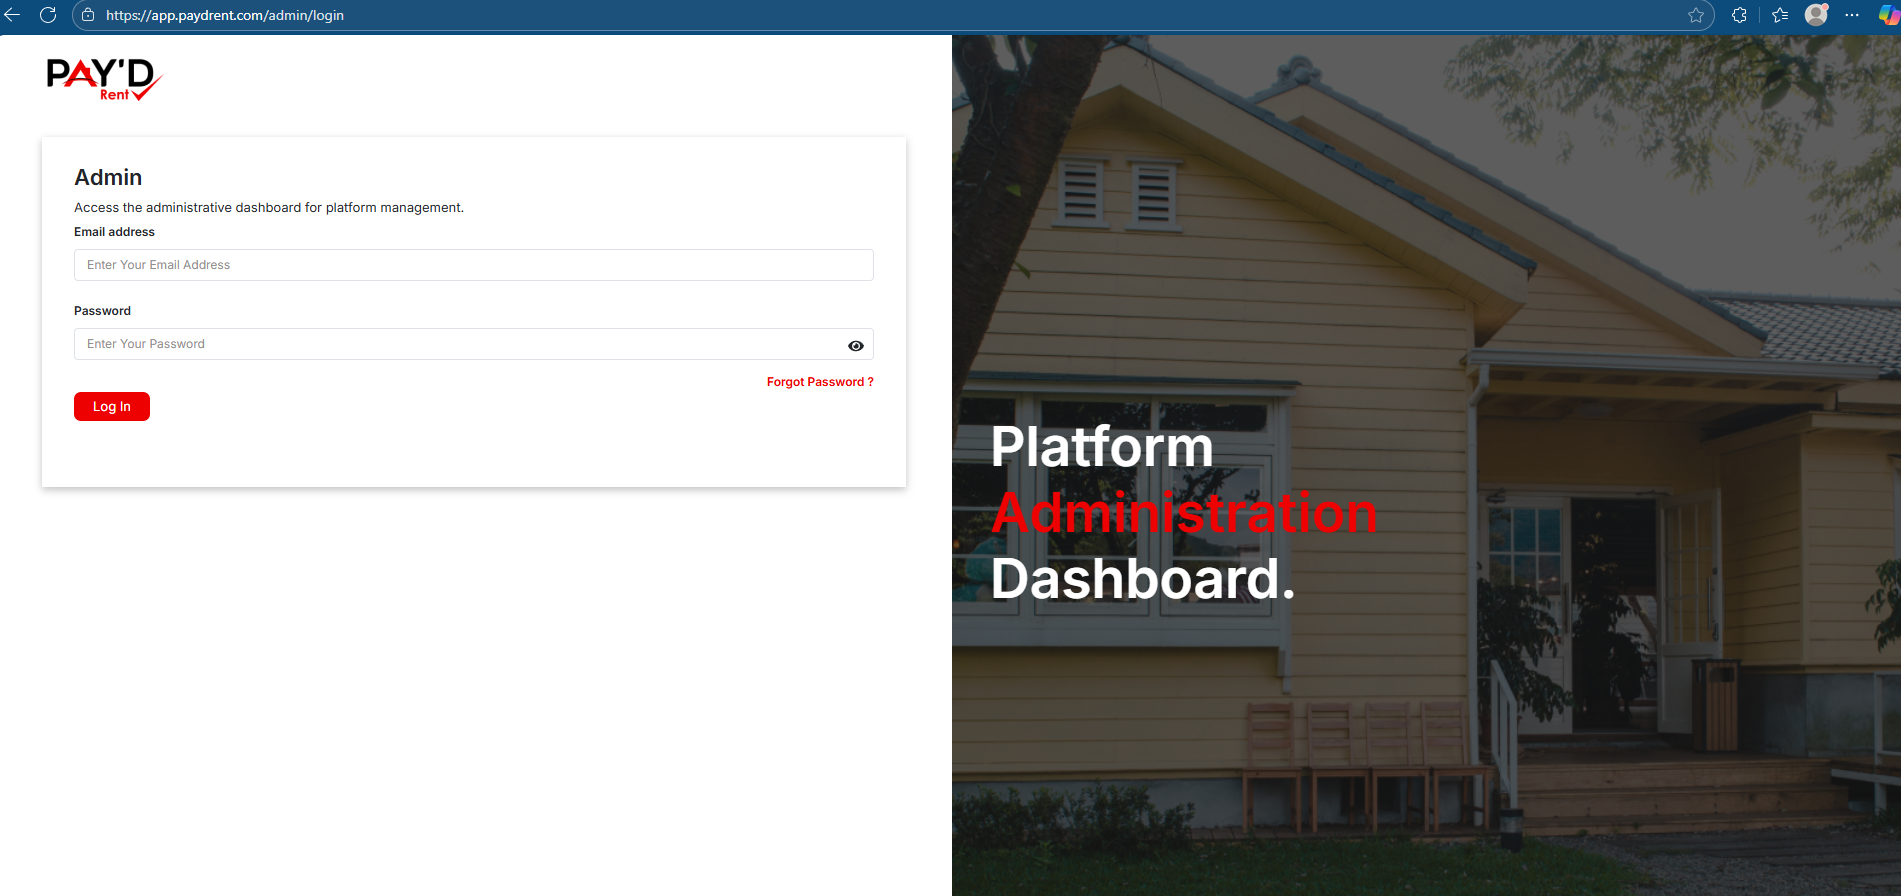 https://app.paydrent.com/admin/login
PAY'D
Rent
Admin
Access the administrative dashboard for platform management.
Email address
Enter Your Email Address
Password
Enter Your Password
Forgot Password ?
Log In
Platform
Administration
Dashboard.